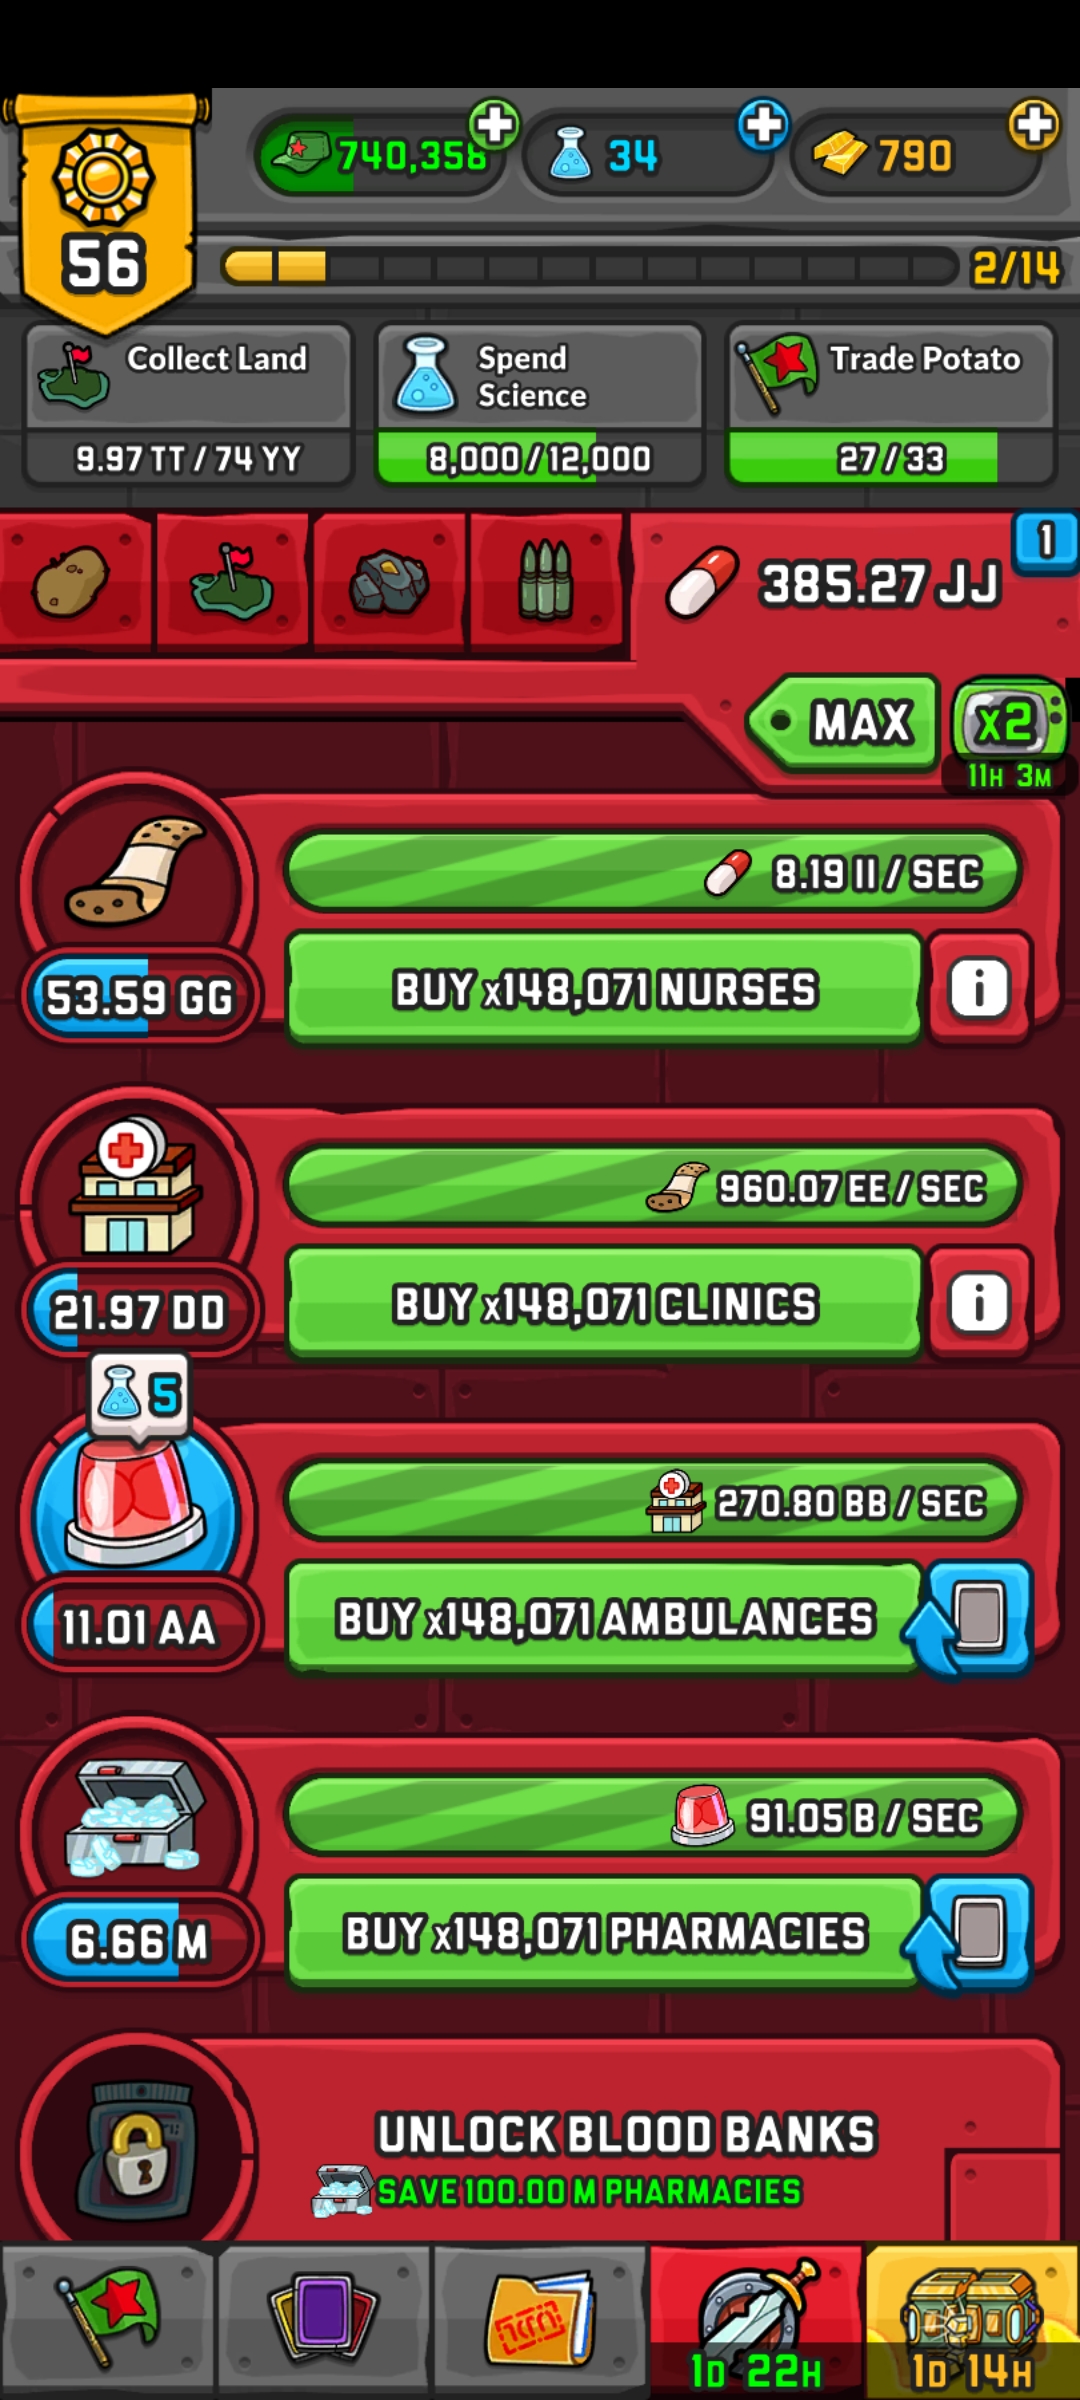 740,358
34
790
56
2/14
Collect Land
Spend
Science
Trade Potato
9.97 TT / 74 YY
8,000 / 12,000
27 / 33
385.27 JJ
1
MAX
x2
11H 3M
8.19 II / SEC
53.59 GG
BUY x148,071 NURSES
i
960.07 EE / SEC
21.97 DD
BUY x148,071 CLINICS
i
5
270.80 BB / SEC
11.01 AA
BUY x148,071 AMBULANCES
91.05 B / SEC
6.66 M
BUY x148,071 PHARMACIES
UNLOCK BLOOD BANKS
SAVE 100.00 M PHARMACIES
1D 22H
1D 14H